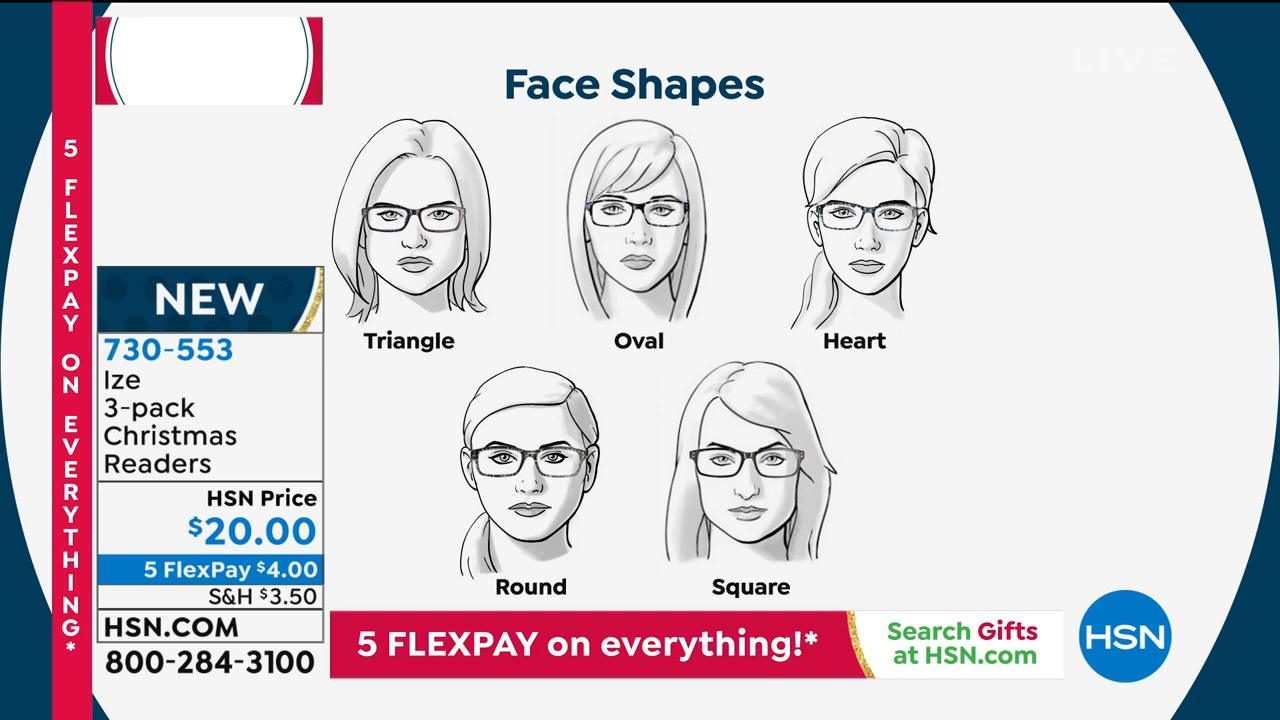 LIVE
Face Shapes
Triangle
Oval
Heart
Round
Square
5 FLEXPAY ON EVERYTHING*
NEW
730-553
Ize
3-pack
Christmas
Readers
HSN Price
$20.00
5 FlexPay $4.00
S&H $3.50
HSN.COM
800-284-3100
5 FLEXPAY on everything!*
Search Gifts
at HSN.com
HSN